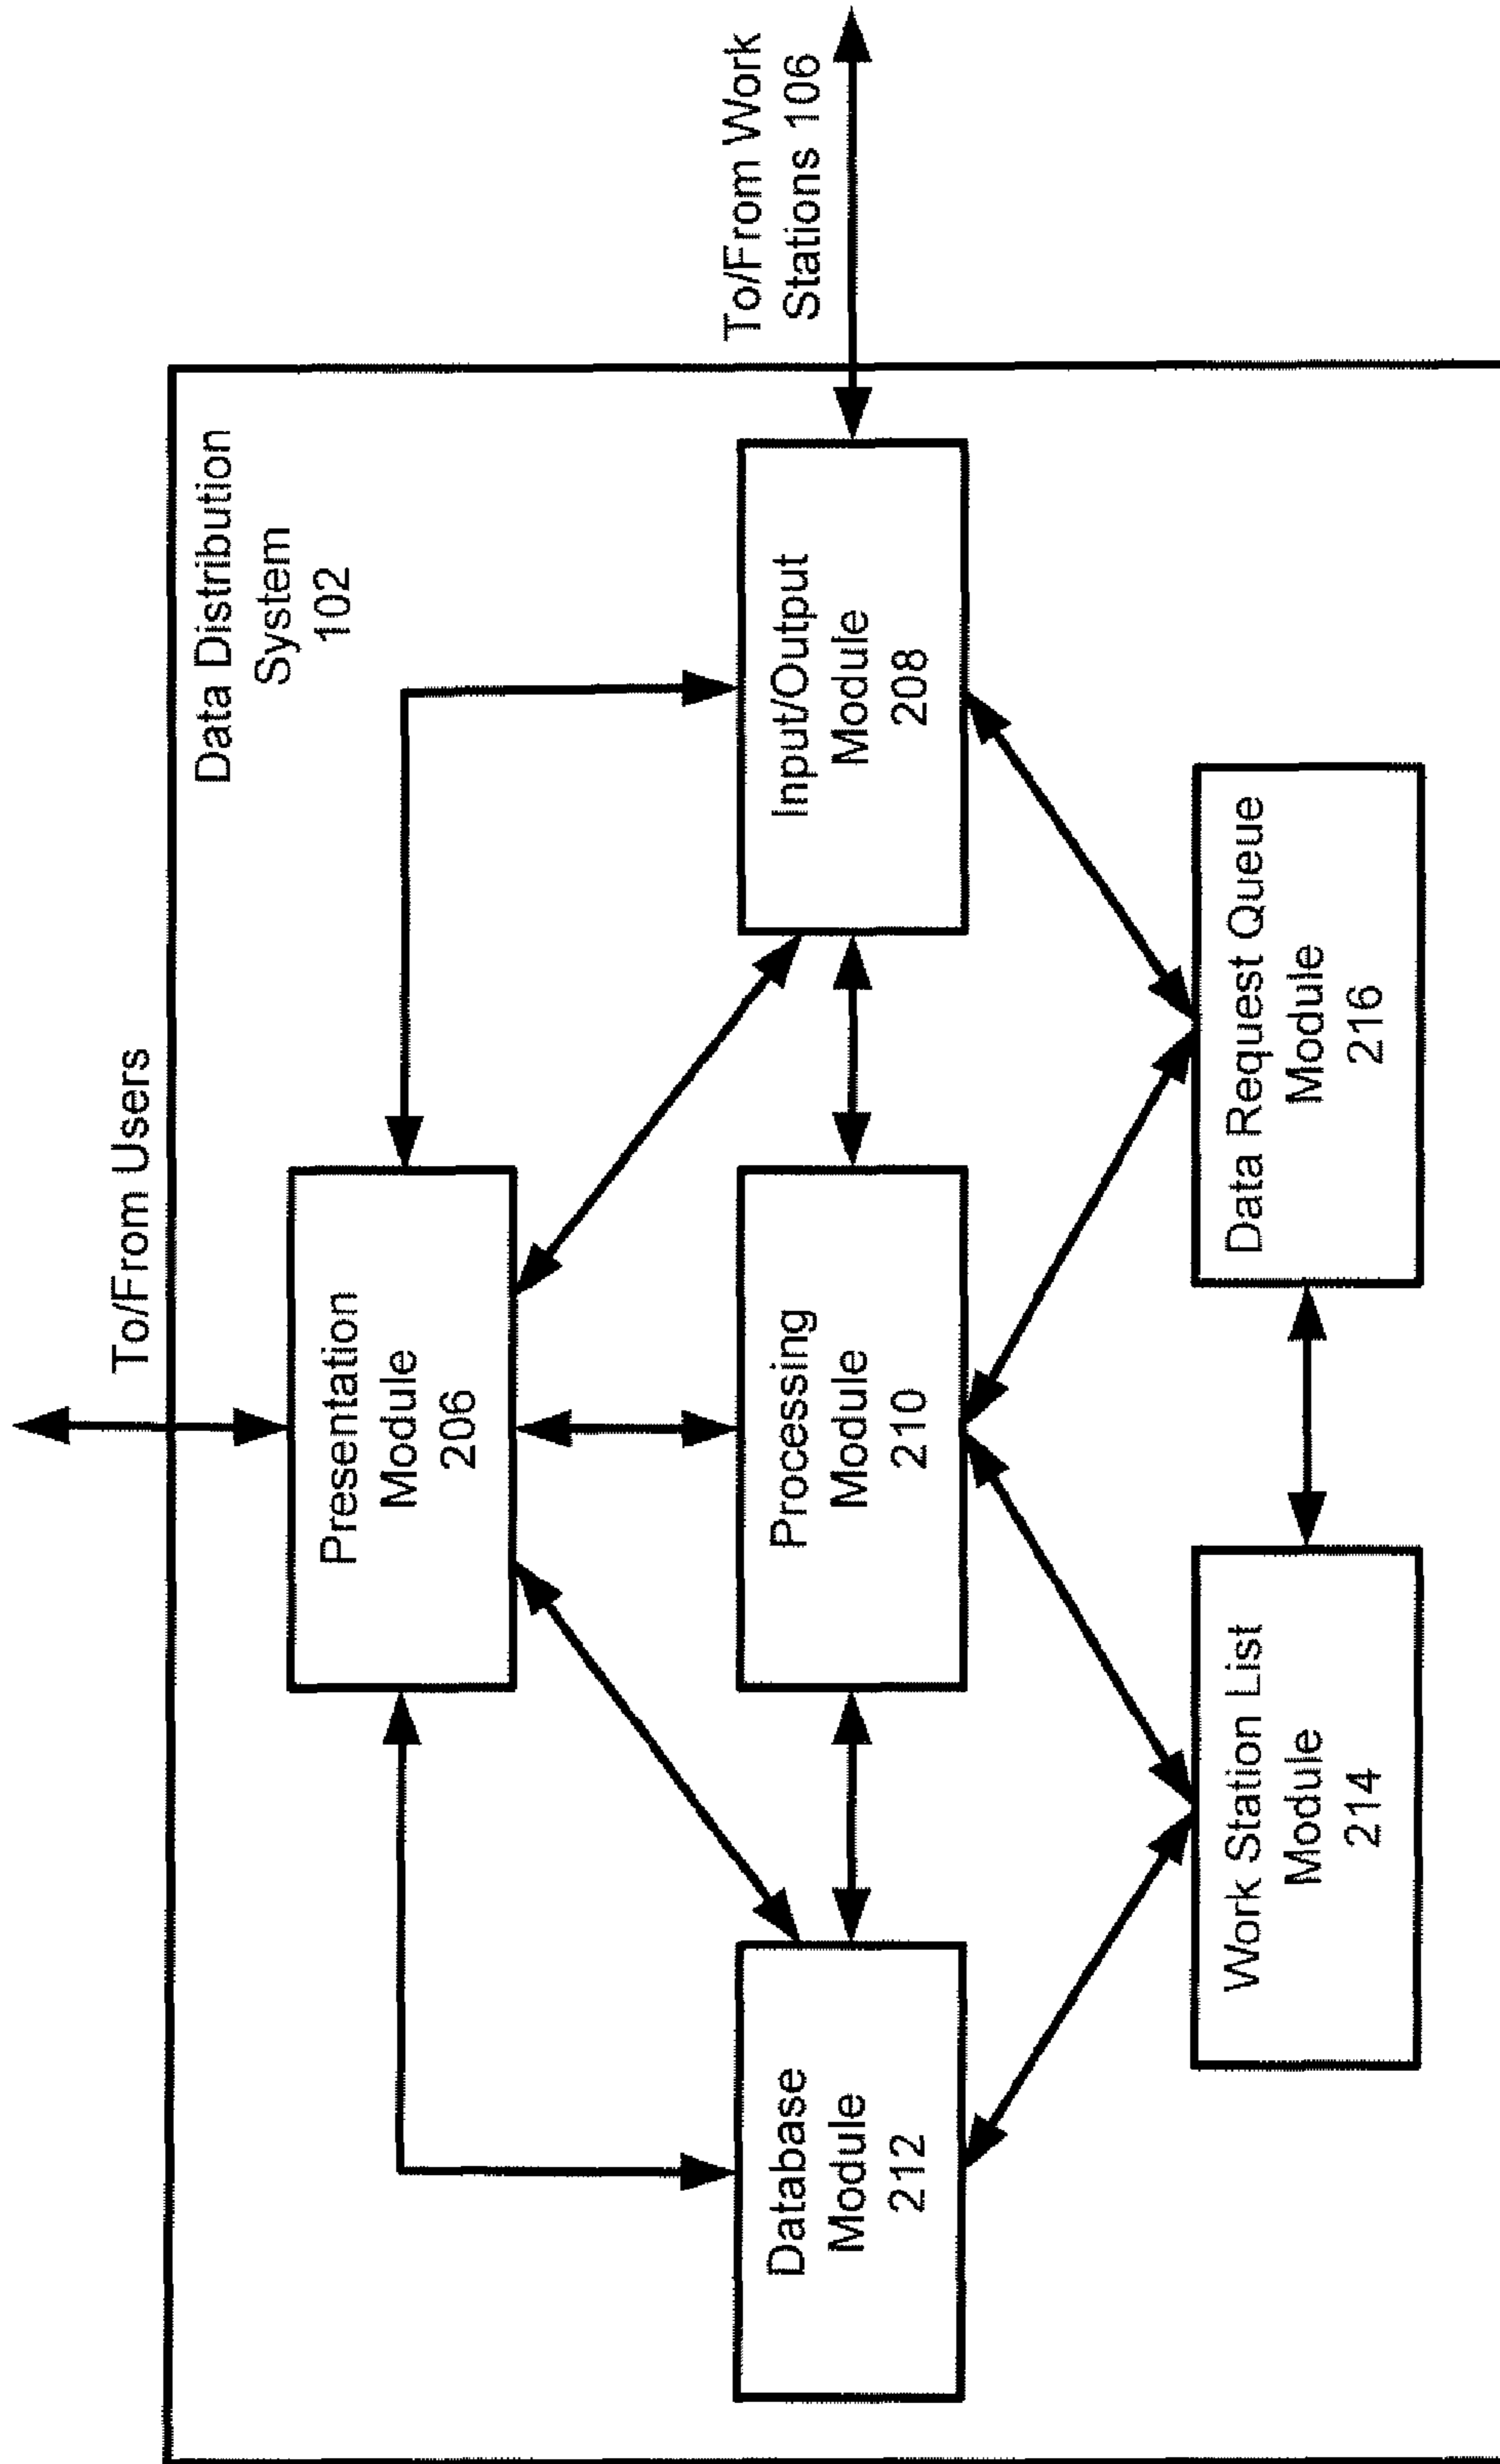 To/From Users
Data Distribution
System
102
To/From Work
Stations 106
Presentation
Module
206
Database
Module
212
Processing
Module
210
Input/Output
Module
208
Work Station List
Module
214
Data Request Queue
Module
216